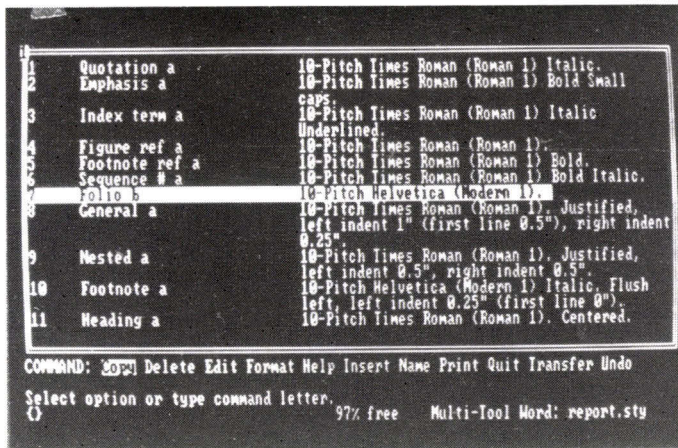 1 Quotation a 10-Pitch Times Roman (Roman 1) Italic.
2 Emphasis a 10-Pitch Times Roman (Roman 1) Bold Small
caps.
3 Index term a 10-Pitch Times Roman (Roman 1) Italic
Underlined.
4 Figure ref a 10-Pitch Times Roman (Roman 1).
5 Footnote ref a 10-Pitch Times Roman (Roman 1) Bold.
6 Sequence # a 10-Pitch Times Roman (Roman 1) Bold Italic.
7 Folio b 10-Pitch Helvetica (Modern 1).
8 General a 10-Pitch Times Roman (Roman 1). Justified,
left indent 1" (first line 0.5"), right indent
0.25".
9 Nested a 10-Pitch Times Roman (Roman 1). Justified,
left indent 0.5", right indent 0.5".
10 Footnote a 10-Pitch Helvetica (Modern 1) Italic. Flush
left, left indent 0.25" (first line 0").
11 Heading a 10-Pitch Times Roman (Roman 1). Centered.
COMMAND: Copy Delete Edit Format Help Insert Name Print Quit Transfer Undo
Select option or type command letter.
{} 97% free Multi-Tool Word: report.sty